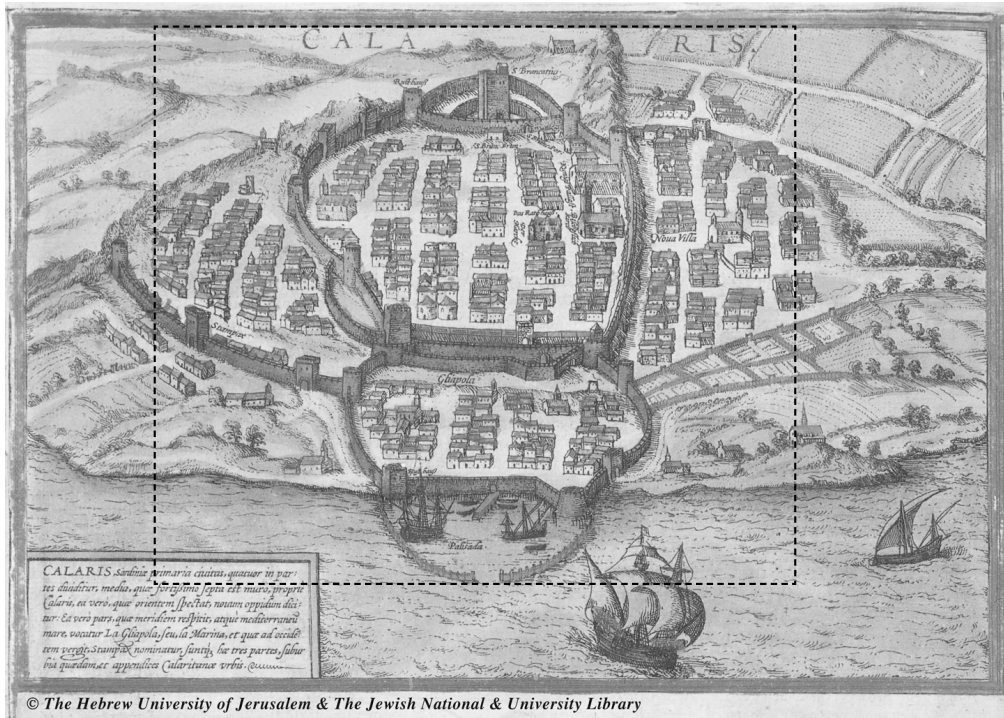 CALA RIS.
S. Brancatius
Noua Villa
Stampax
Gliapola
Palisada
CALARIS, Sardiniæ primaria ciuitas, quatuor in par:
tes diuiditur, media, quæ fortißimo septa est muro, proprie
Calaris, ea verò, quæ orientem spectat, nouum oppidum dici:
tur: Ea verò pars, quæ meridiem respicit, atque mediterraneū
mare, vocatur La Gliapola, seu, la Marina, et quæ ad occidē
tem vergit, Stampax nominatur, suntq. hæ tres partes, subur
bia quædam, et appendices Calaritanæ vrbis.
© The Hebrew University of Jerusalem & The Jewish National & University Library